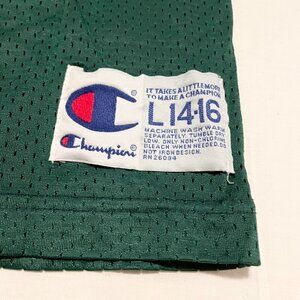 IT TAKES A LITTLE MORE
TO MAKE A CHAMPION
L 14-16
MACHINE WASH WARM
SEPARATELY. TUMBLE DRY
LOW. ONLY NON-CHLORINE
BLEACH WHEN NEEDED. DO
NOT IRON DESIGN.
RN 26094
Champion